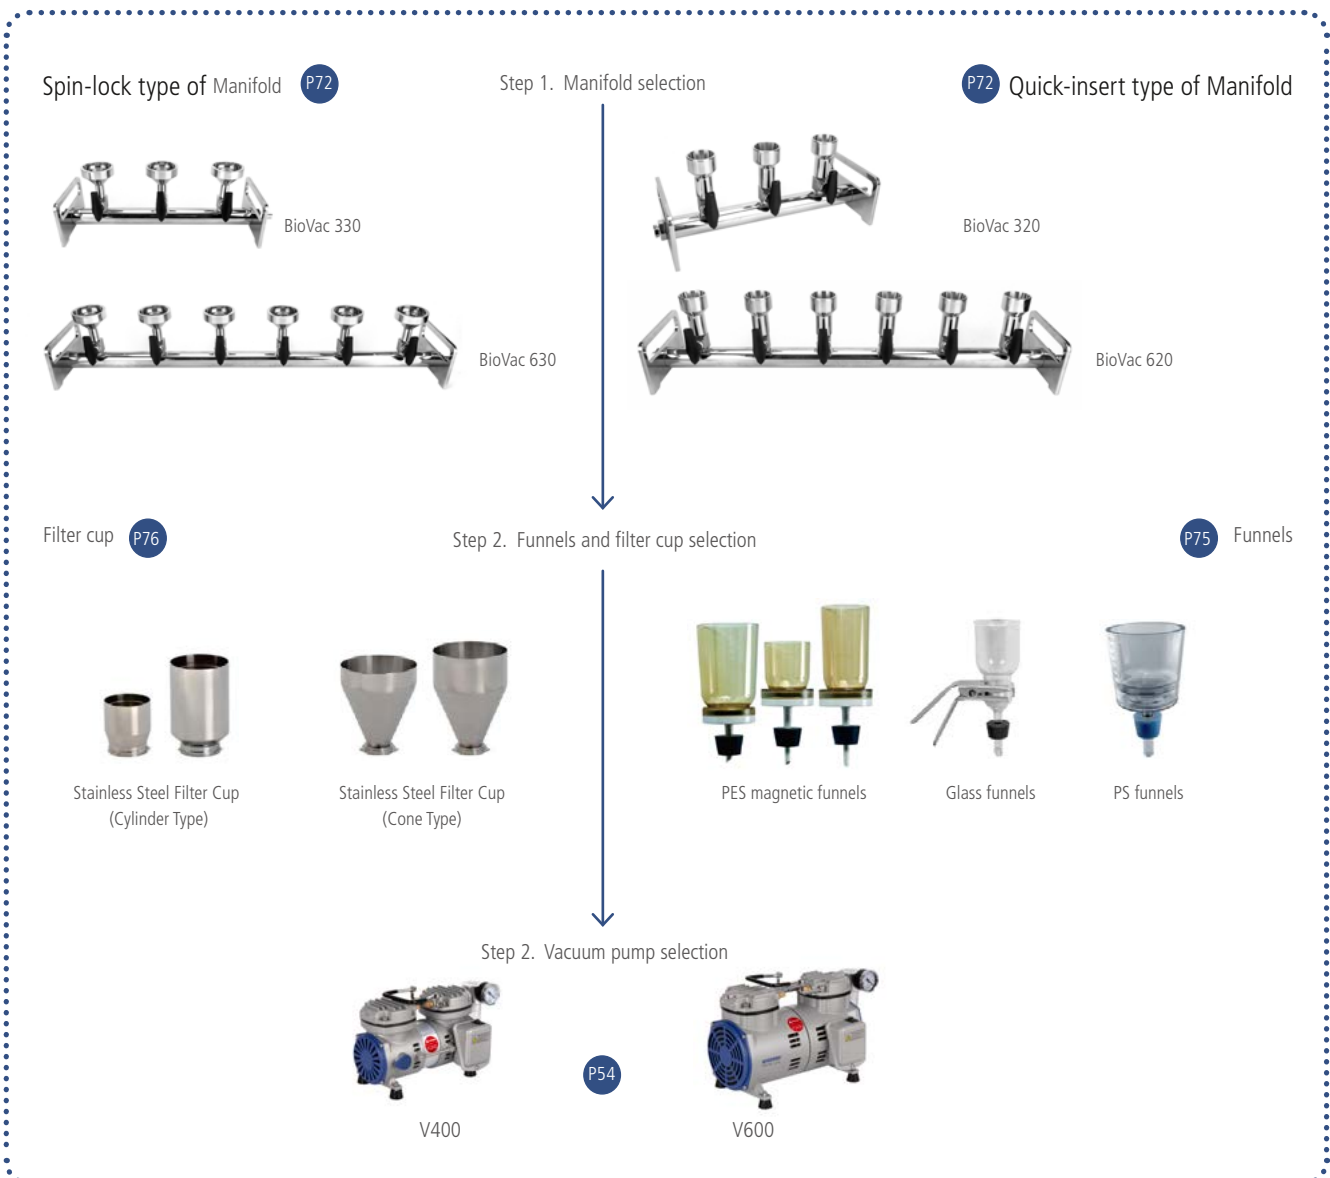 Spin-lock type of Manifold P72
Step 1. Manifold selection
P72 Quick-insert type of Manifold
BioVac 330
BioVac 320
BioVac 630
BioVac 620
Filter cup P76
Step 2. Funnels and filter cup selection
P75 Funnels
Stainless Steel Filter Cup
(Cylinder Type)
Stainless Steel Filter Cup
(Cone Type)
PES magnetic funnels
Glass funnels
PS funnels
Step 2. Vacuum pump selection
P54
V400
V600